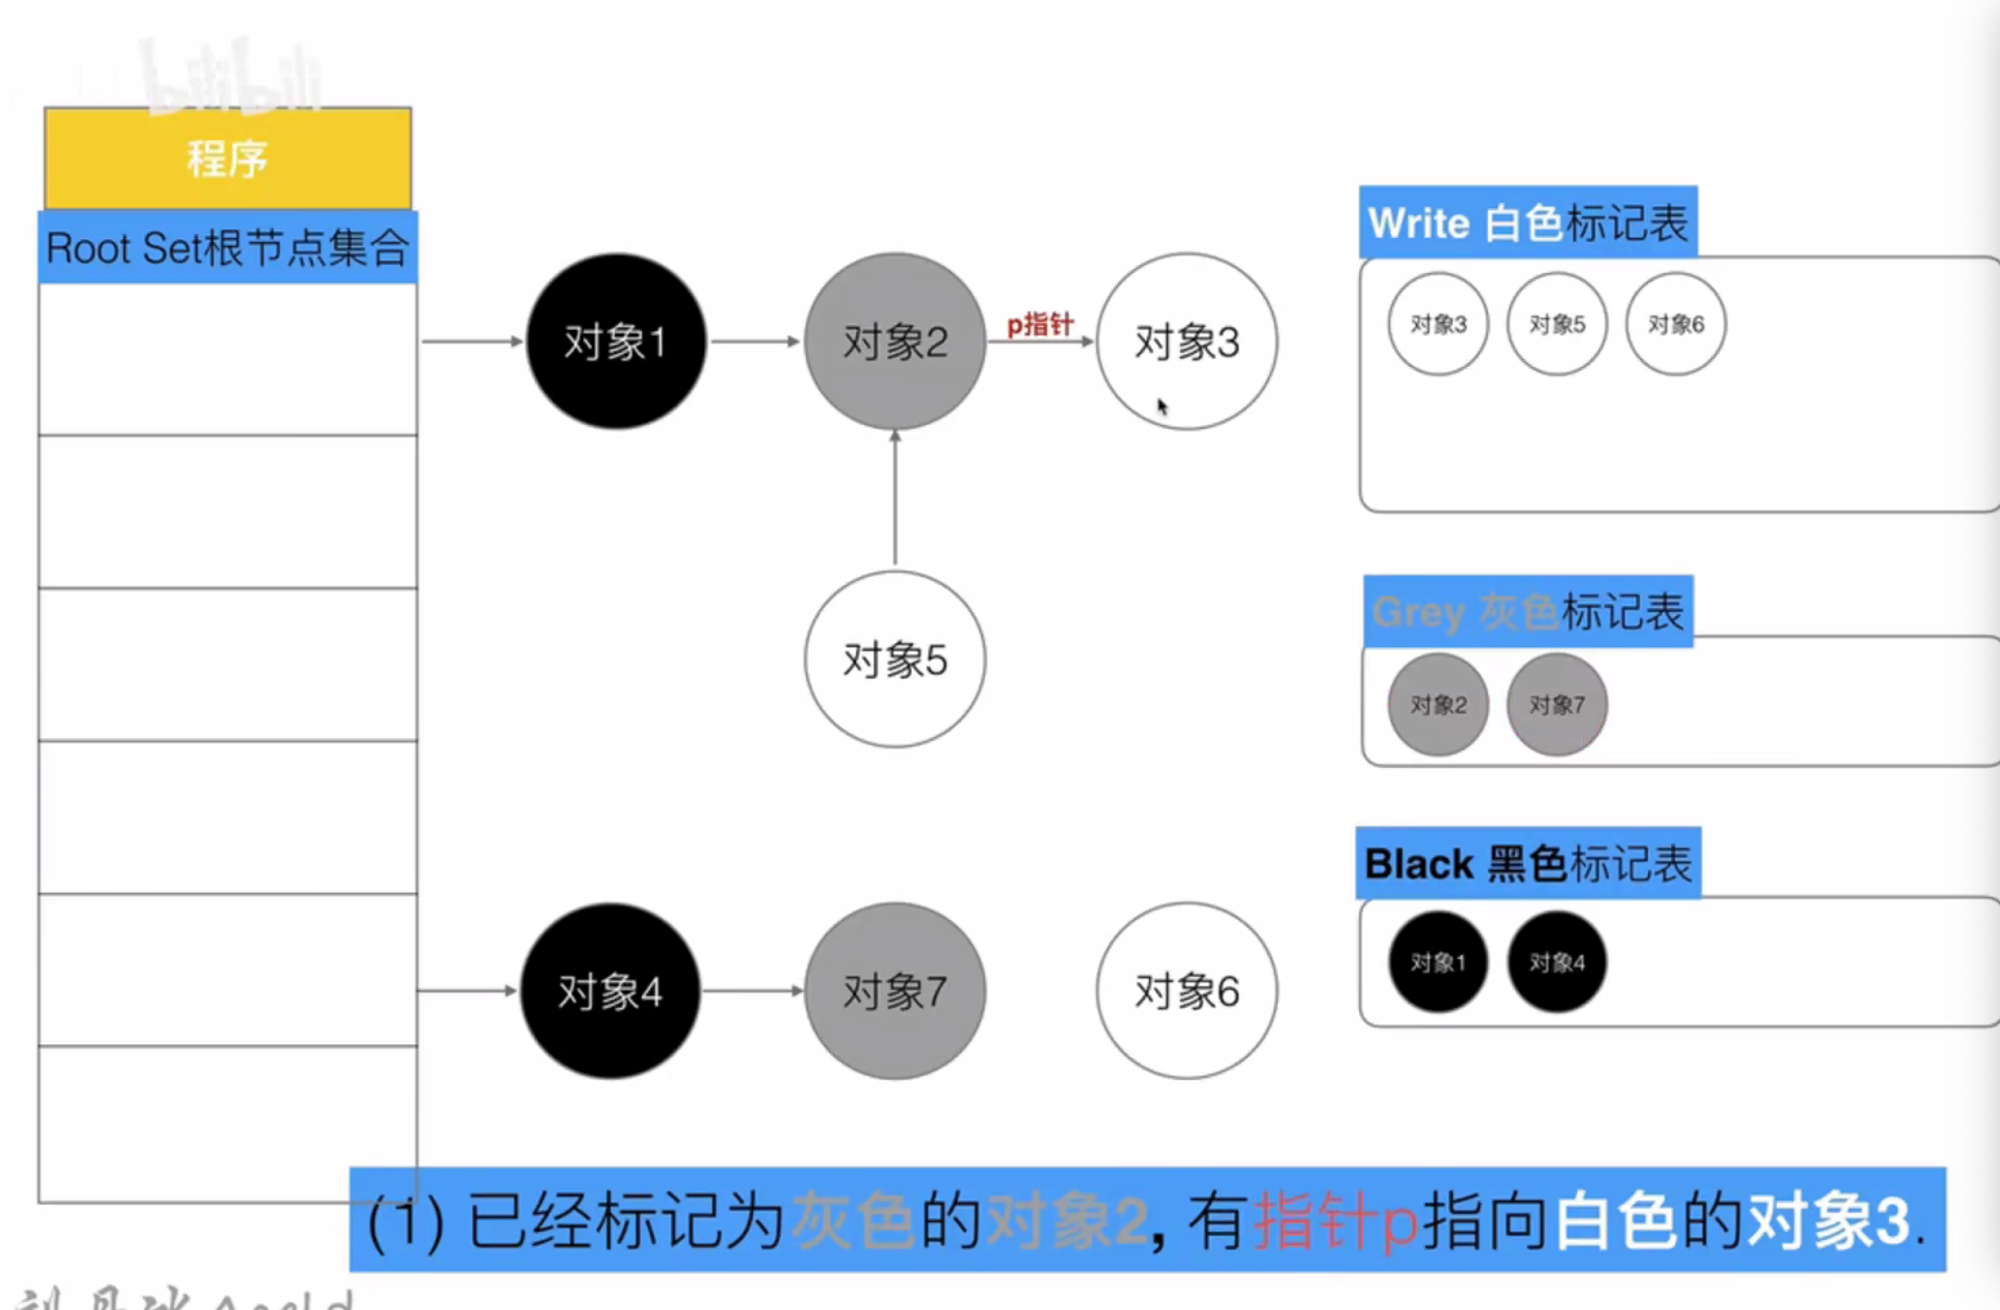 bilibili
程序
Root Set根节点集合
对象1
对象2
p指针
对象3
对象5
对象4
对象7
对象6
Write 白色标记表
对象3 对象5 对象6
Grey 灰色标记表
对象2 对象7
Black 黑色标记表
对象1 对象4
(1) 已经标记为灰色的对象2, 有指针p指向白色的对象3.